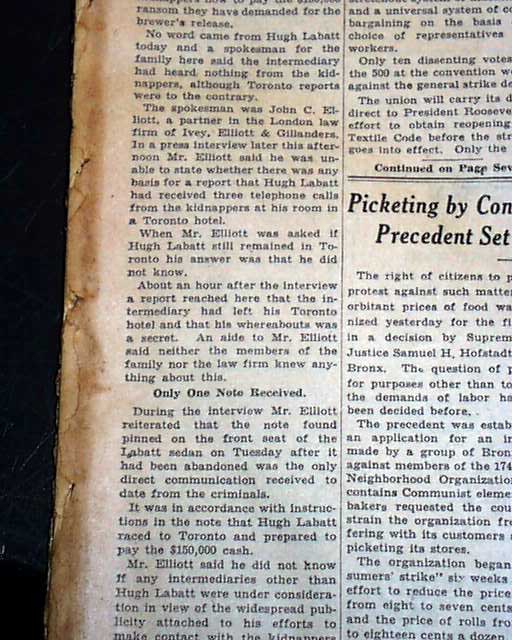 ransom they have demanded for the
brewer's release.
No word came from Hugh Labatt
today and a spokesman for the
family here said the intermediary
had heard nothing from the kid-
nappers, although Toronto reports
were to the contrary.
The spokesman was John C. El-
liott, a partner in the London law
firm of Ivey, Elliott & Gillanders.
In a press interview later this after-
noon Mr. Elliott said he was un-
able to state whether there was any
basis for a report that Hugh Labatt
had received three telephone calls
from the kidnappers at his room in
a Toronto hotel.
When Mr. Elliott was asked if
Hugh Labatt still remained in To-
ronto his answer was that he did
not know.
About an hour after the interview
a report reached here that the in-
termediary had left his Toronto
hotel and that his whereabouts was
a secret. An aide to Mr. Elliott
said neither the members of the
family nor the law firm knew any-
thing about this.
Only One Note Received.
During the interview Mr. Elliott
reiterated that the note found
pinned on the front seat of the
Labatt sedan on Tuesday after it
had been abandoned was the only
direct communication received to
date from the criminals.
It was in accordance with instruc-
tions in the note that Hugh Labatt
raced to Toronto and prepared to
pay the $150,000 cash.
Mr. Elliott said he did not know
if any intermediaries other than
Hugh Labatt were under considera-
tion in view of the widespread pub-
licity attached to his efforts to
make contact with the kidnappers
and a universal system of co
bargaining on the basis
choice of representatives
workers.
Only ten dissenting votes
the 500 at the convention w
against the general strike de
The union will carry its d
direct to President Roosev
effort to obtain reopening
Textile Code before the str
goes into effect. Only the
Continued on Page Sev
Picketing by Con
Precedent Set
The right of citizens to p
protest against such matter
orbitant prices of food wa
nized yesterday for the fi
in a decision by Suprem
Justice Samuel H. Hofstadt
Bronx. The question of p
for purposes other than to
the demands of labor ha
been decided before.
The precedent was estab
an application for an in
made by a group of Bron
against members of the 174
Neighborhood Organizatio
contains Communist eleme
bakers requested the cou
strain the organization fro
fering with its customers
picketing its stores.
The organization began
sumers' strike" six weeks
effort to reduce the price
from eight to seven cents
and the price of rolls fro
to eighteen cents a dozen